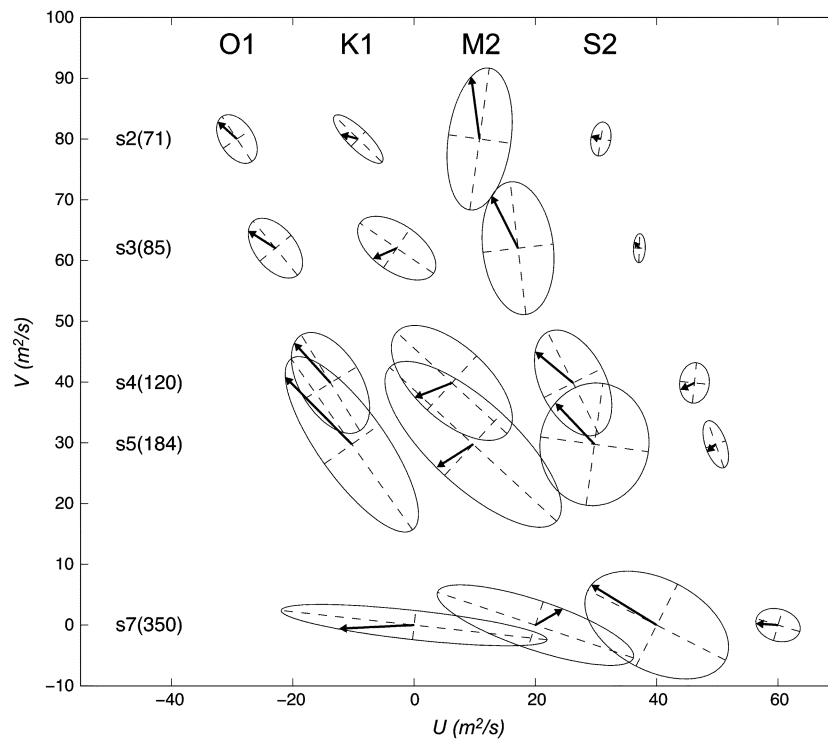 100
O1 K1 M2 S2
90
80
s2(71)
70
s3(85)
60
50
40
s4(120)
30
s5(184)
20
10
0
s7(350)
−10
−40 −20 0 20 40 60
V (m²/s)
U (m²/s)